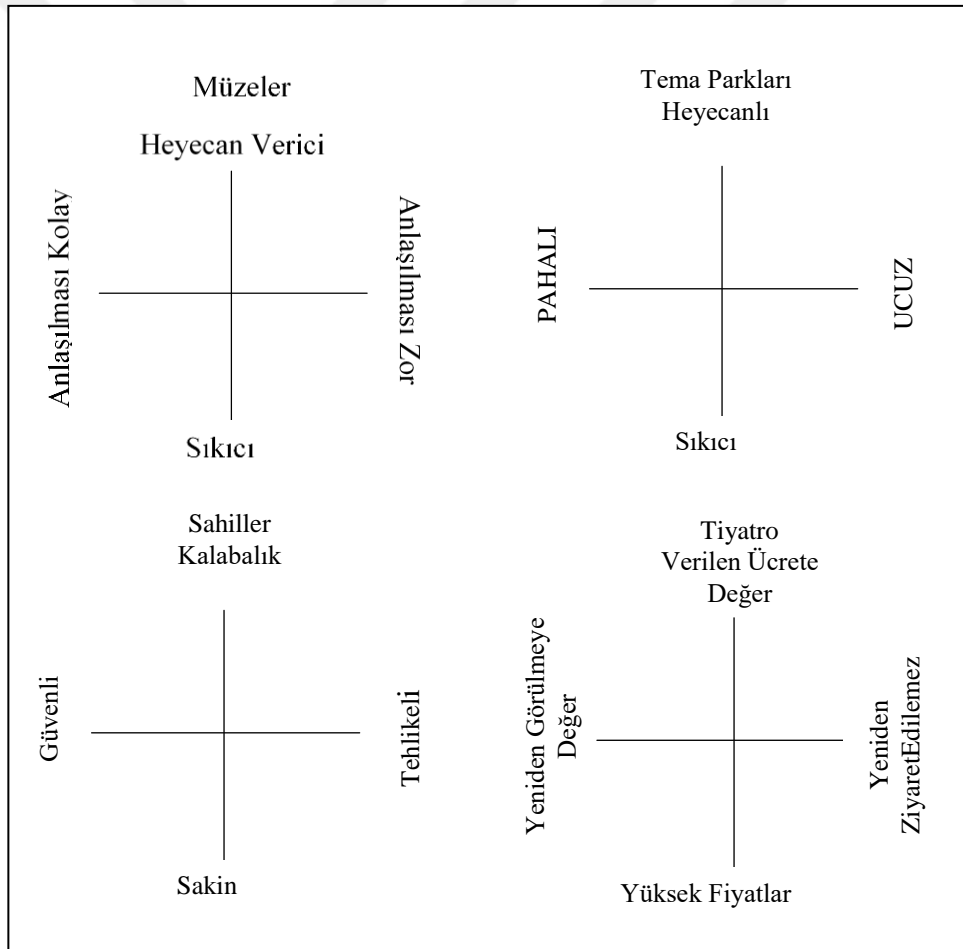 Müzeler
Heyecan Verici
Anlaşılması Kolay
Anlaşılması Zor
Sıkıcı
Tema Parkları
Heyecanlı
PAHALI
UCUZ
Sıkıcı
Sahiller
Kalabalık
Güvenli
Tehlikeli
Sakin
Tiyatro
Verilen Ücrete
Değer
Yeniden Görülmeye
Değer
Yeniden
ZiyaretEdilemez
Yüksek Fiyatlar